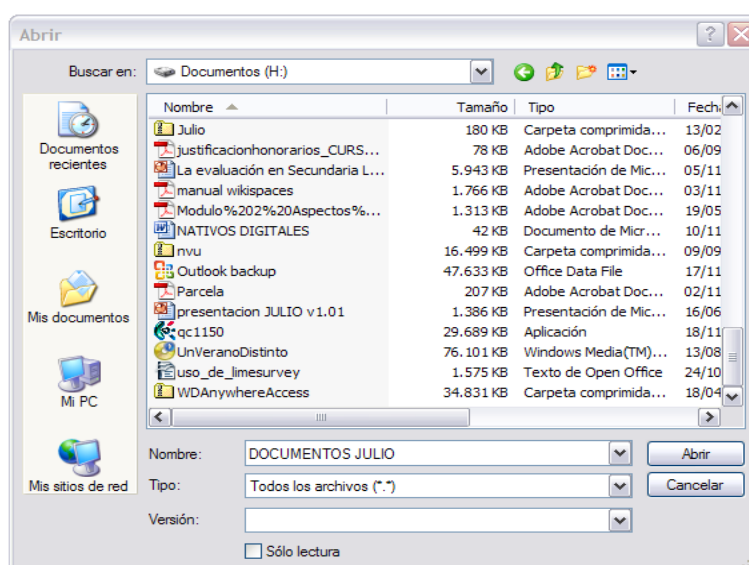 Abrir
Buscar en: Documentos (H:)
Nombre Tamaño Tipo Fech
Julio 180 KB Carpeta comprimida... 13/02
justificacionhonorarios_CURS... 78 KB Adobe Acrobat Doc... 06/09
La evaluación en Secundaria L... 5.943 KB Presentación de Mic... 05/11
manual wikispaces 1.766 KB Adobe Acrobat Doc... 03/11
Modulo%202%20Aspectos%... 1.313 KB Adobe Acrobat Doc... 19/05
NATIVOS DIGITALES 42 KB Documento de Micr... 10/11
nvu 16.499 KB Carpeta comprimida... 09/09
Outlook backup 47.633 KB Office Data File 17/11
Parcela 207 KB Adobe Acrobat Doc... 02/11
presentacion JULIO v1.01 1.386 KB Presentación de Mic... 16/06
qc1150 29.689 KB Aplicación 18/11
UnVeranoDistinto 76.101 KB Windows Media(TM)... 13/08
uso_de_limesurvey 1.575 KB Texto de Open Office 24/10
WDAnywhereAccess 34.831 KB Carpeta comprimida... 18/04
Documentos
recientes
Escritorio
Mis documentos
Mi PC
Mis sitios de red
Nombre: DOCUMENTOS JULIO Abrir
Tipo: Todos los archivos (*.*) Cancelar
Versión:
Sólo lectura